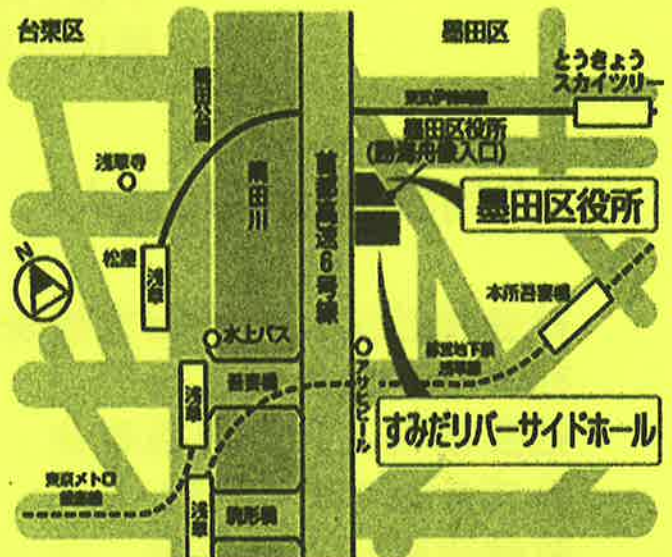 台東区
墨田区
とうきょう
スカイツリー
隅田公園
東武伊勢崎線
墨田区役所
(勝海舟像入口)
浅草寺
隅田川
首都高速6号線
墨田区役所
N
松屋
浅草
本所吾妻橋
水上バス
都営地下鉄
浅草線
吾妻橋
浅草
アサヒビール
すみだリバーサイドホール
東京メトロ
銀座線
浅草
駒形橋